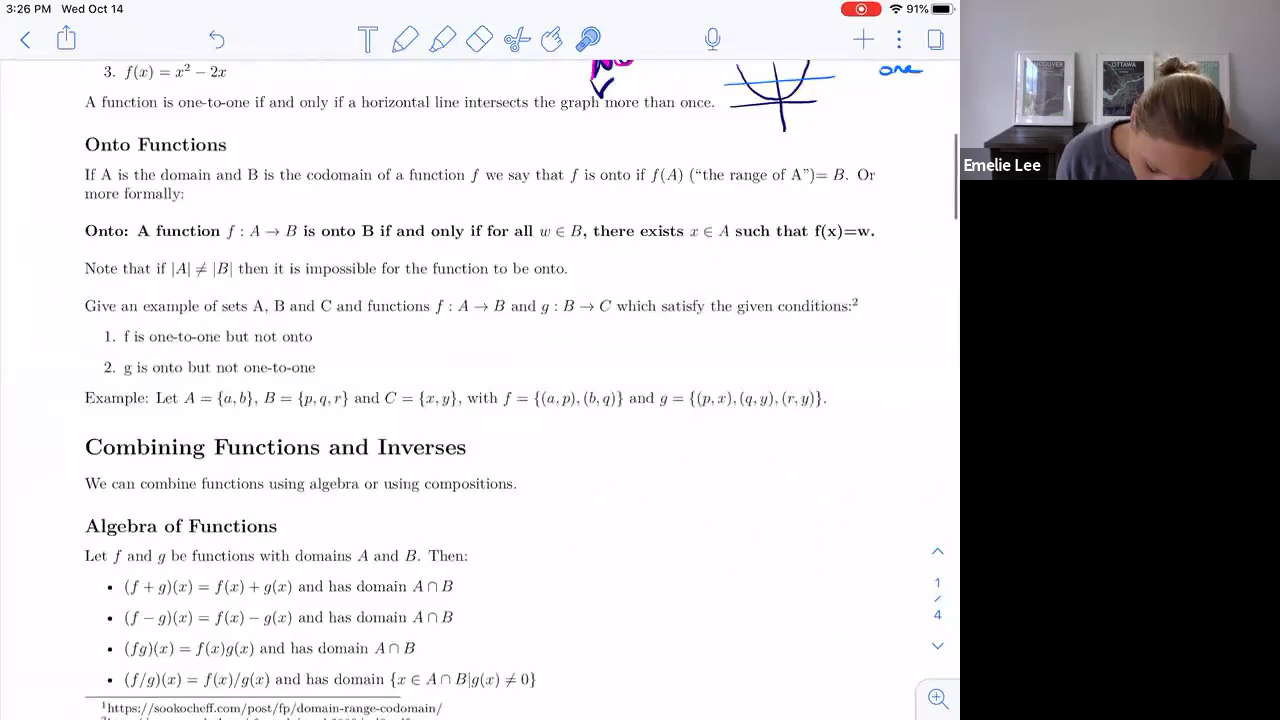 3:26 PM Wed Oct 14
91%
3. f(x) = x² − 2x
one
A function is one-to-one if and only if a horizontal line intersects the graph more than once.
Onto Functions
If A is the domain and B is the codomain of a function f we say that f is onto if f(A) ("the range of A")= B. Or
more formally:
Onto: A function f : A → B is onto B if and only if for all w ∈ B, there exists x ∈ A such that f(x)=w.
Note that if |A| ≠ |B| then it is impossible for the function to be onto.
Give an example of sets A, B and C and functions f : A → B and g : B → C which satisfy the given conditions:²
1. f is one-to-one but not onto
2. g is onto but not one-to-one
Example: Let A = {a, b}, B = {p, q, r} and C = {x, y}, with f = {(a, p), (b, q)} and g = {(p, x), (q, y), (r, y)}.
Combining Functions and Inverses
We can combine functions using algebra or using compositions.
Algebra of Functions
Let f and g be functions with domains A and B. Then:
• (f + g)(x) = f(x) + g(x) and has domain A ∩ B
• (f − g)(x) = f(x) − g(x) and has domain A ∩ B
• (fg)(x) = f(x)g(x) and has domain A ∩ B
• (f/g)(x) = f(x)/g(x) and has domain {x ∈ A ∩ B|g(x) ≠ 0}
¹https://sookocheff.com/post/fp/domain-range-codomain/
1
/
4
VANCOUVER
OTTAWA
Emelie Lee